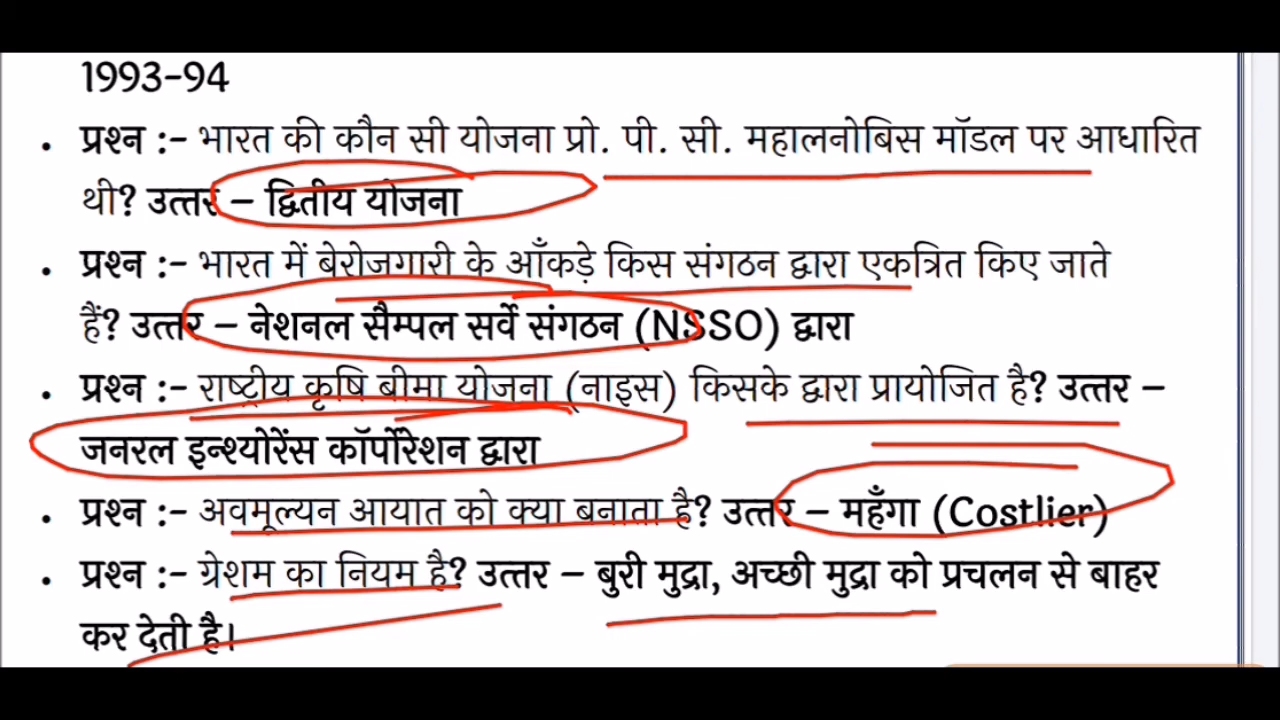 1993-94
• प्रश्न :- भारत की कौन सी योजना प्रो. पी. सी. महालनोबिस मॉडल पर आधारित
थी? उत्तर – द्वितीय योजना
• प्रश्न :- भारत में बेरोजगारी के आँकड़े किस संगठन द्वारा एकत्रित किए जाते
हैं? उत्तर – नेशनल सैम्पल सर्वे संगठन (NSSO) द्वारा
• प्रश्न :- राष्ट्रीय कृषि बीमा योजना (नाइस) किसके द्वारा प्रायोजित है? उत्तर –
जनरल इन्श्योरेंस कॉर्पोरेशन द्वारा
• प्रश्न :- अवमूल्यन आयात को क्या बनाता है? उत्तर – महँगा (Costlier)
• प्रश्न :- ग्रेशम का नियम है? उत्तर – बुरी मुद्रा, अच्छी मुद्रा को प्रचलन से बाहर
कर देती है।